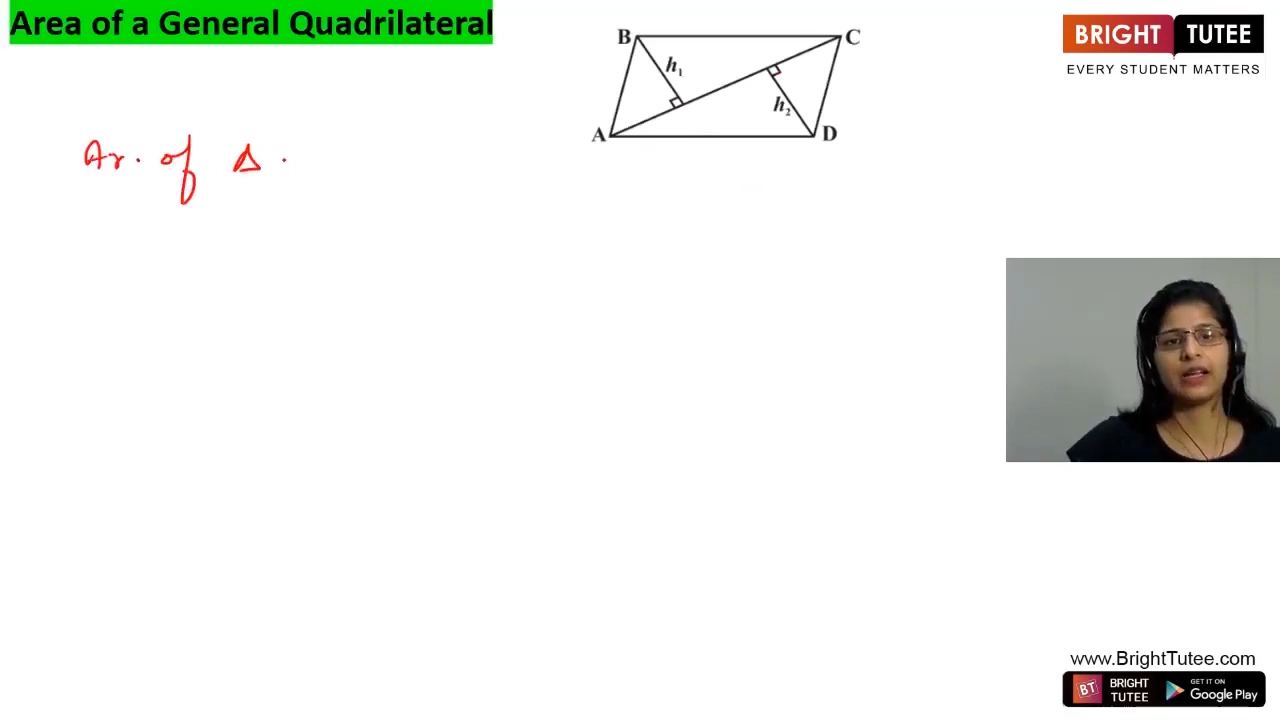 Area of a General Quadrilateral
B
C
h₁
h₂
A
D
BRIGHT TUTEE
EVERY STUDENT MATTERS
Ar. of Δ .
www.BrightTutee.com
BT BRIGHT TUTEE
GET IT ON
Google Play